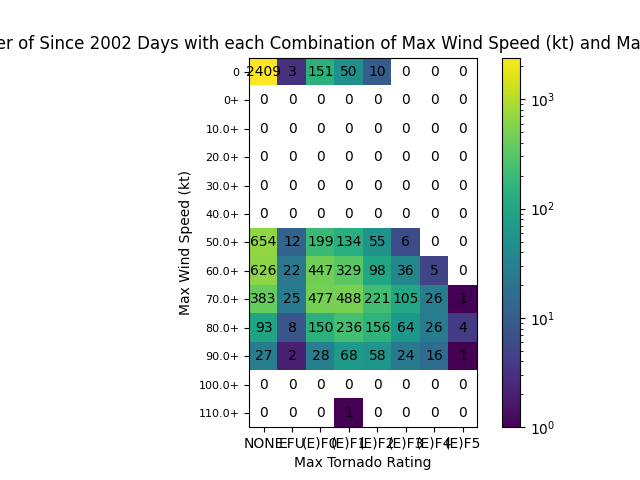 er of Since 2002 Days with each Combination of Max Wind Speed (kt) and Ma
0 2409 3 151 50 10 0 0 0
0+ 0 0 0 0 0 0 0 0
10.0+ 0 0 0 0 0 0 0 0
20.0+ 0 0 0 0 0 0 0 0
30.0+ 0 0 0 0 0 0 0 0
40.0+ 0 0 0 0 0 0 0 0
50.0+ 654 12 199 134 55 6 0 0
60.0+ 626 22 447 329 98 36 5 0
70.0+ 383 25 477 488 221 105 26 1
80.0+ 93 8 150 236 156 64 26 4
90.0+ 27 2 28 68 58 24 16 1
100.0+ 0 0 0 0 0 0 0 0
110.0+ 0 0 0 1 0 0 0 0
NONE EFU (E)F0 (E)F1 (E)F2 (E)F3 (E)F4 (E)F5
Max Tornado Rating
Max Wind Speed (kt)
10^3
10^2
10^1
10^0